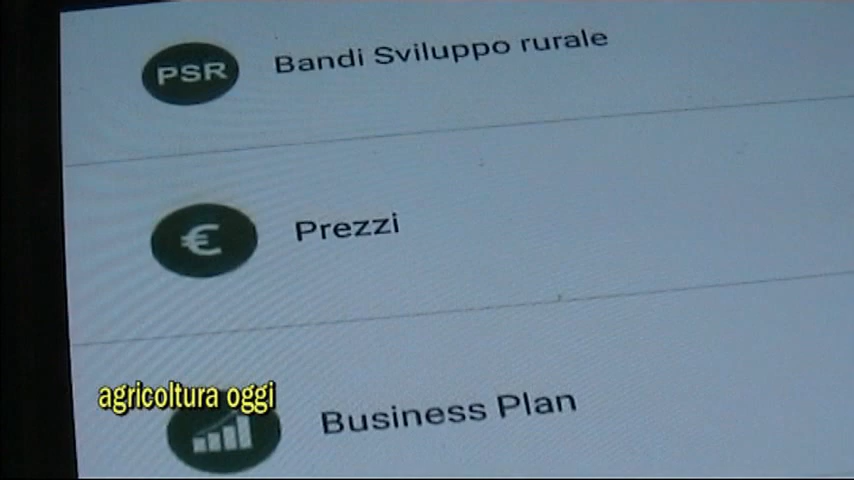 PSR
Bandi Sviluppo rurale
€
Prezzi
agricoltura oggi
Business Plan